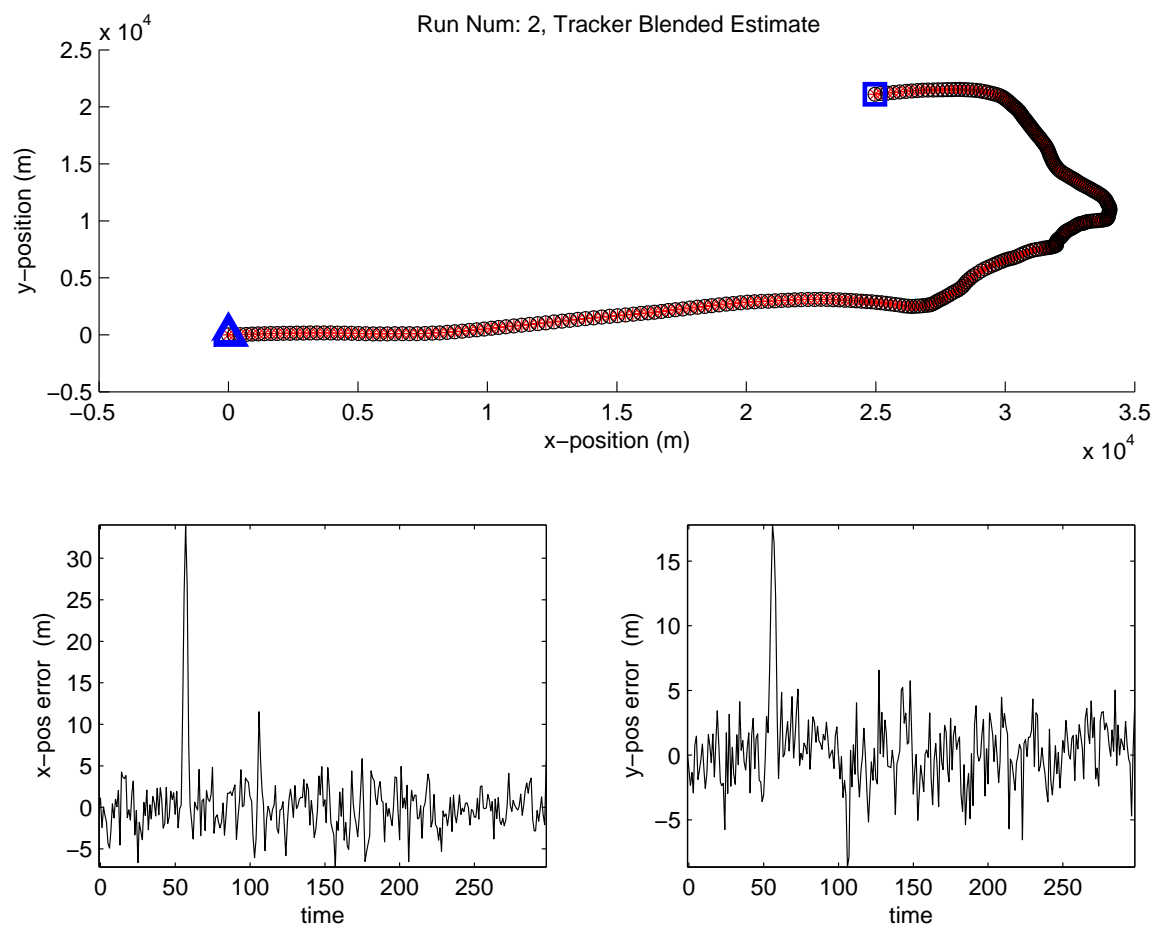 Run Num: 2, Tracker Blended Estimate
x 10^4
2.5
2
1.5
1
0.5
0
−0.5
y−position (m)
−0.5 0 0.5 1 1.5 2 2.5 3 3.5
x−position (m)
x 10^4
30
25
20
15
10
5
0
−5
x−pos error (m)
0 50 100 150 200 250
time
15
10
5
0
−5
y−pos error (m)
0 50 100 150 200 250
time